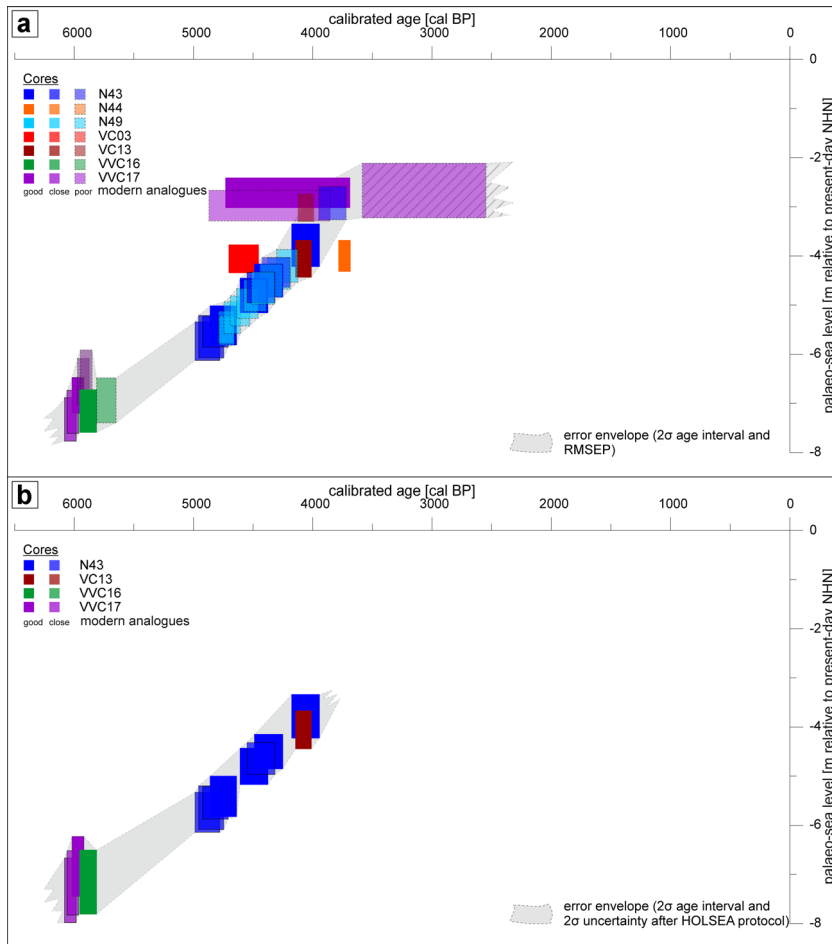 a
calibrated age [cal BP]
6000 5000 4000 3000 2000 1000 0
0
Cores
N43
N44
N49
VC03
VC13
VVC16
VVC17
good close poor modern analogues
-2
-4
-6
-8
palaeo-sea level [m relative to present-day NHN]
error envelope (2σ age interval and
RMSEP)
b
calibrated age [cal BP]
6000 5000 4000 3000 2000 1000 0
0
Cores
N43
VC13
VVC16
VVC17
good close modern analogues
-2
-4
-6
-8
palaeo-sea level [m relative to present-day NHN]
error envelope (2σ age interval and
2σ uncertainty after HOLSEA protocol)